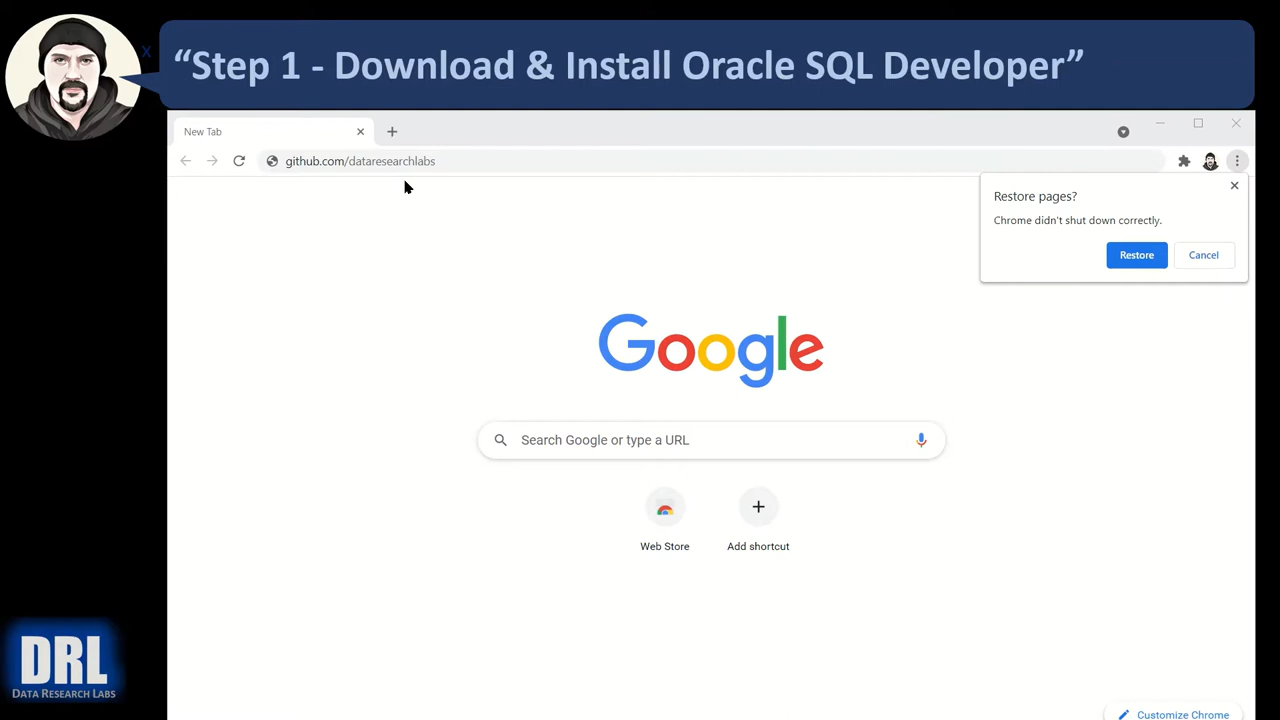 x
“Step 1 - Download & Install Oracle SQL Developer”
New Tab
github.com/dataresearchlabs
Restore pages?
Chrome didn't shut down correctly.
Restore
Cancel
Google
Search Google or type a URL
Web Store
Add shortcut
DRL
DATA RESEARCH LABS
Customize Chrome